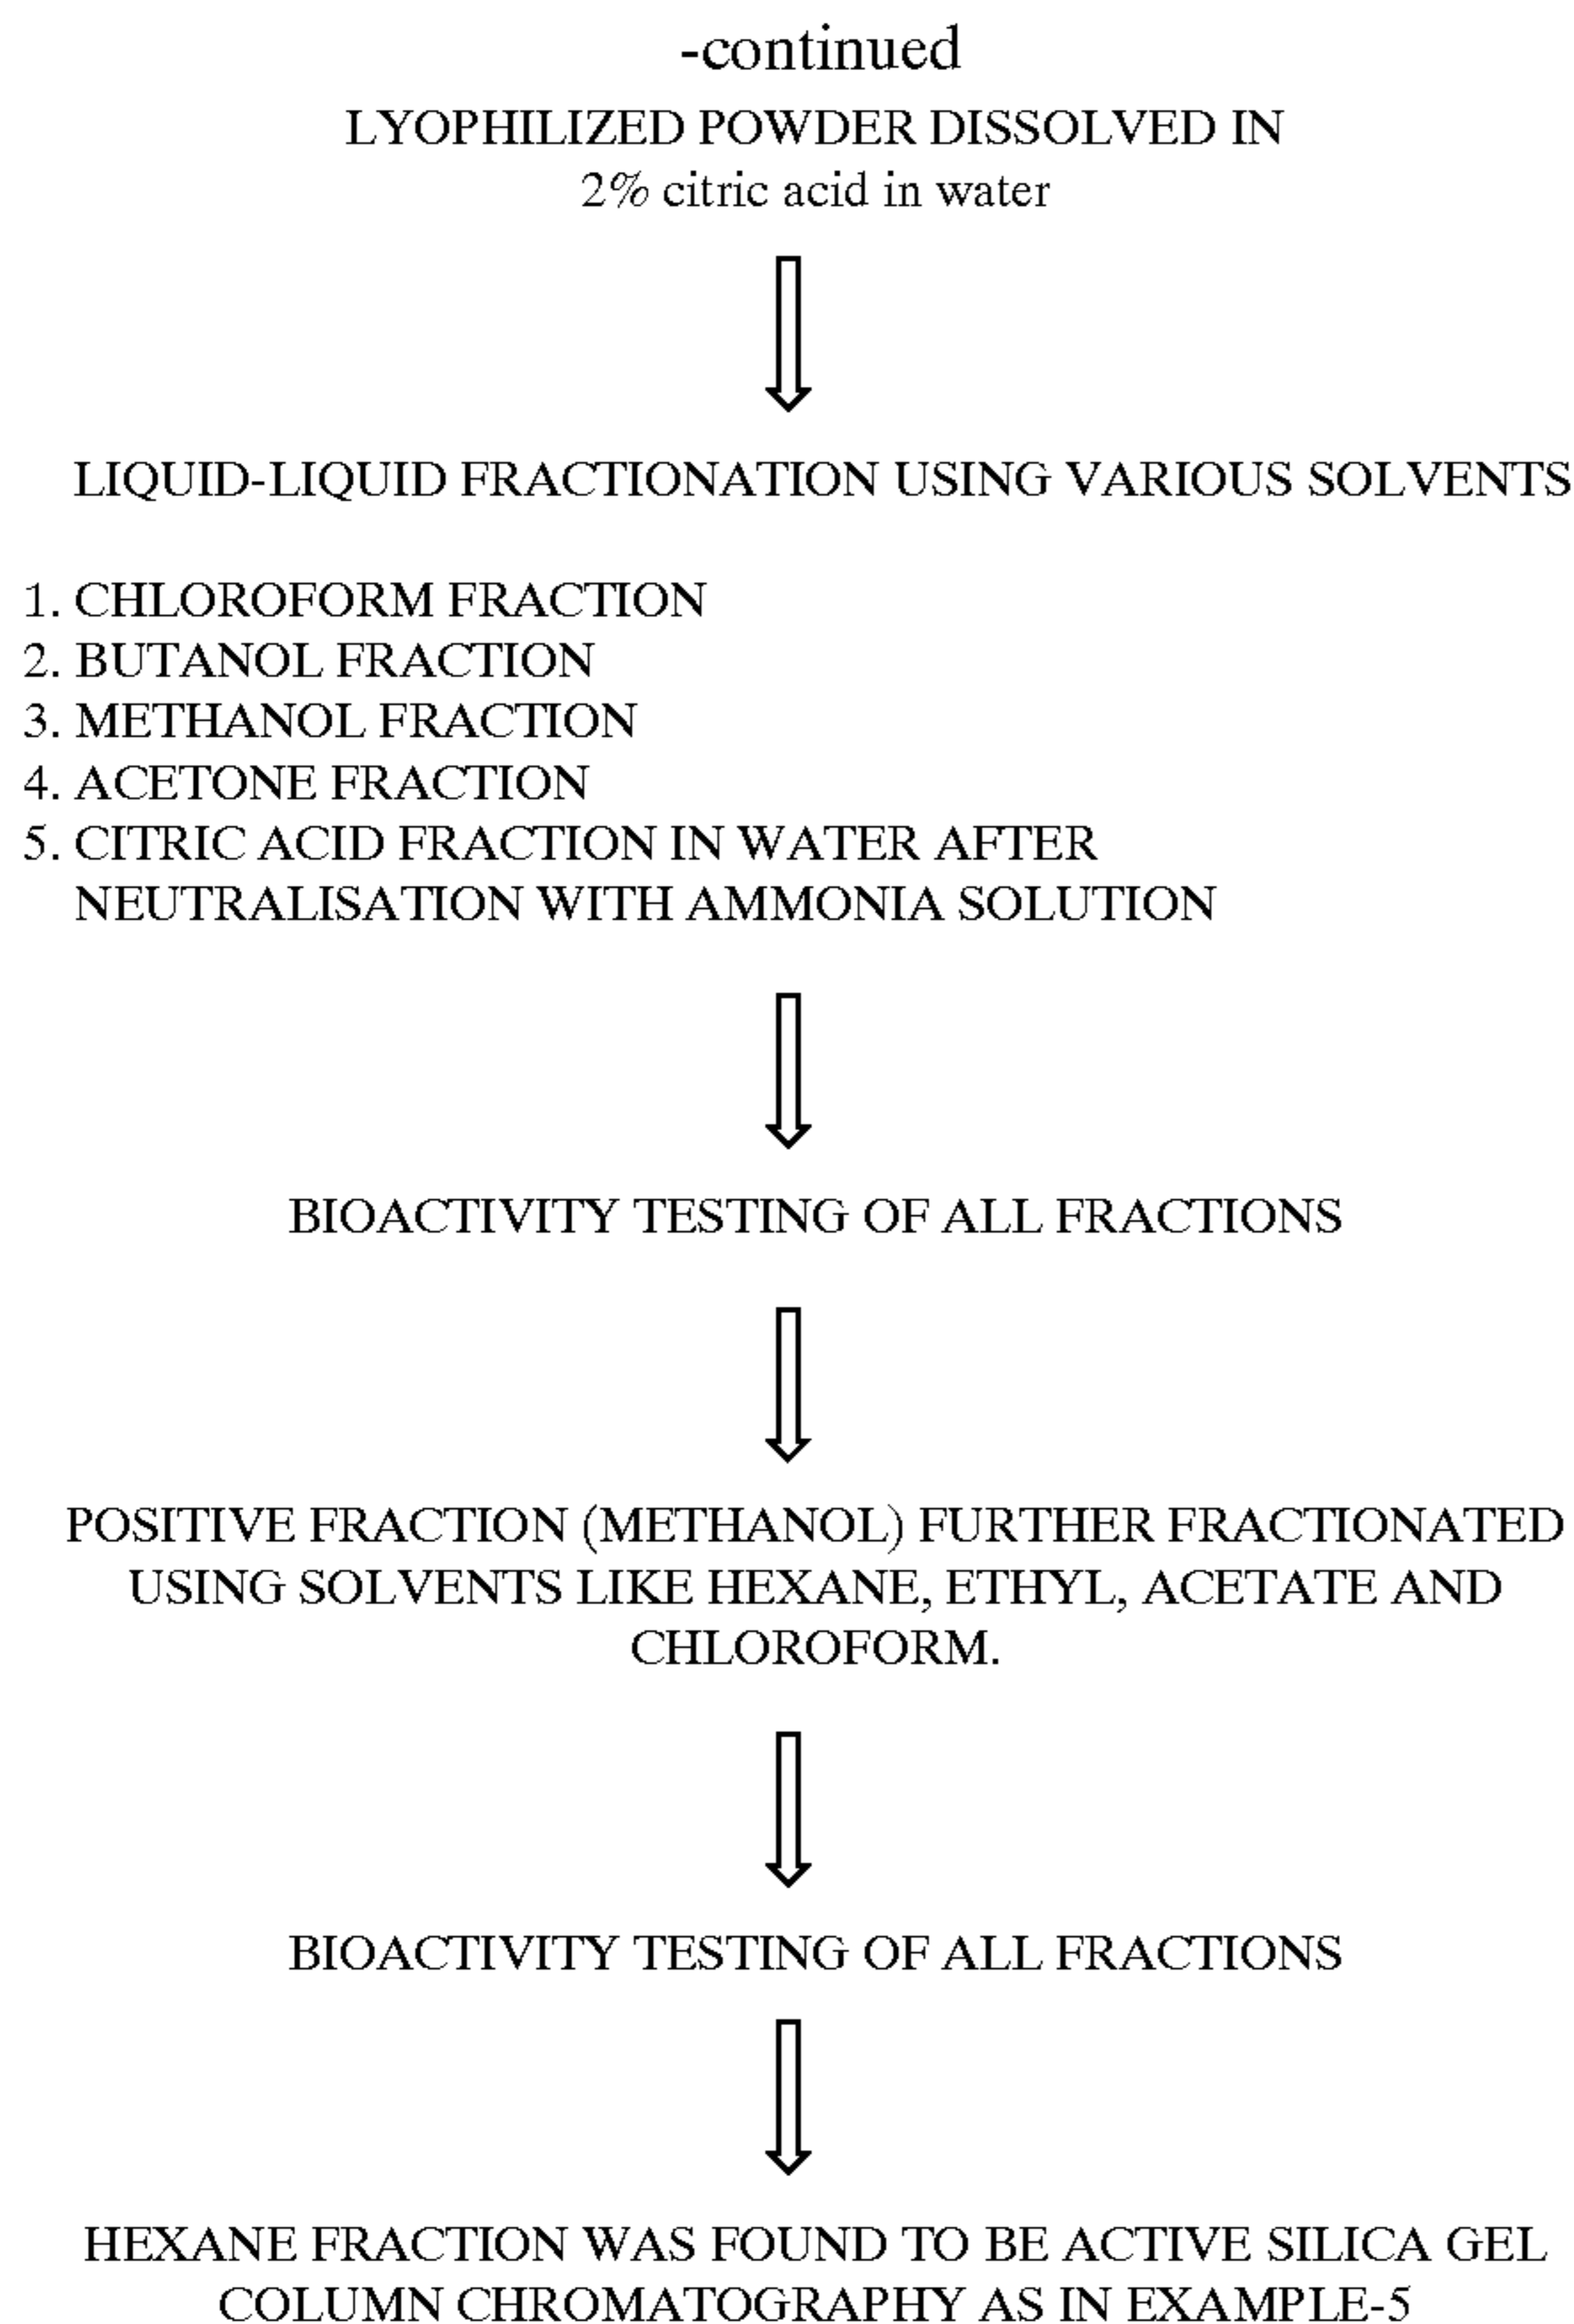 -continued
LYOPHILIZED POWDER DISSOLVED IN
2% citric acid in water
LIQUID-LIQUID FRACTIONATION USING VARIOUS SOLVENTS
1. CHLOROFORM FRACTION
2. BUTANOL FRACTION
3. METHANOL FRACTION
4. ACETONE FRACTION
5. CITRIC ACID FRACTION IN WATER AFTER
NEUTRALISATION WITH AMMONIA SOLUTION
BIOACTIVITY TESTING OF ALL FRACTIONS
POSITIVE FRACTION (METHANOL) FURTHER FRACTIONATED
USING SOLVENTS LIKE HEXANE, ETHYL, ACETATE AND
CHLOROFORM.
BIOACTIVITY TESTING OF ALL FRACTIONS
HEXANE FRACTION WAS FOUND TO BE ACTIVE SILICA GEL
COLUMN CHROMATOGRAPHY AS IN EXAMPLE-5